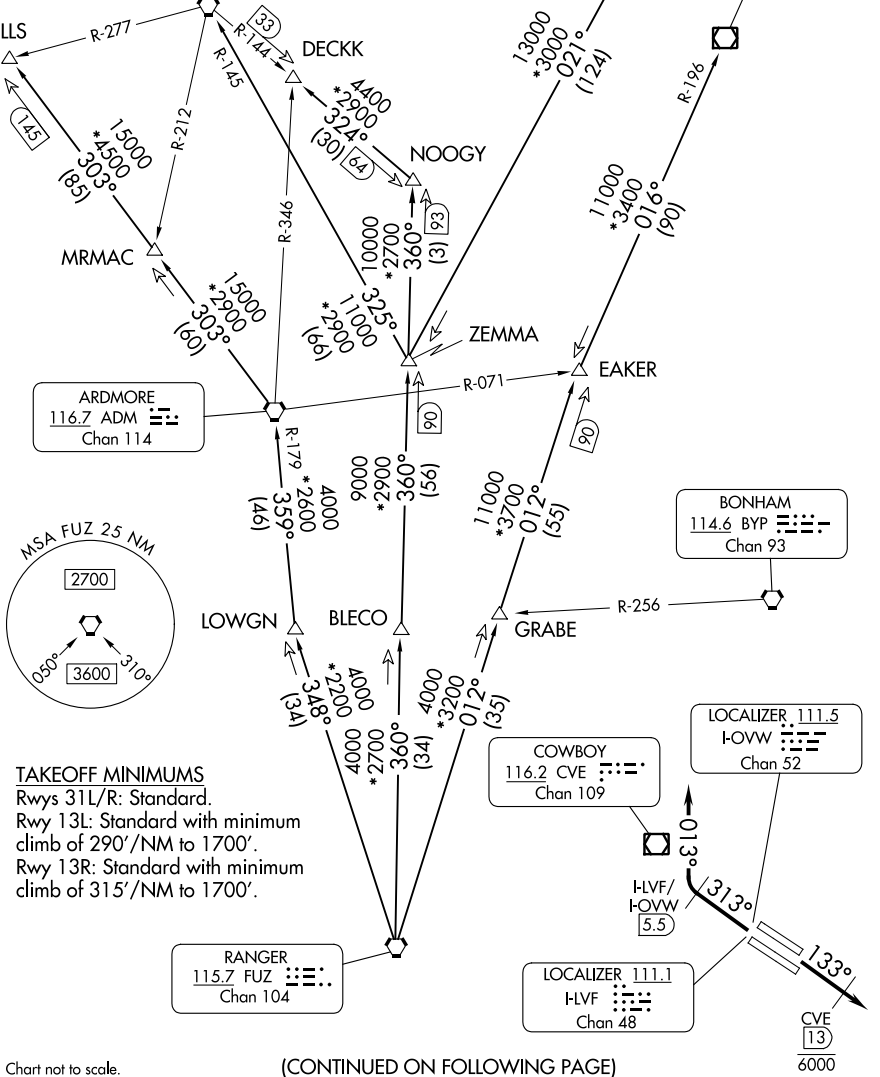 LLS
R-277
33
R-144
DECKK
R-145
13000
*3000
021°
(124)
R-196
145
15000
*4500
303°
(85)
R-212
4400
*2900
324°
(30)
64
NOOGY
93
R-346
10000
*2700
360°
(3)
11000
*3400
016°
(90)
MRMAC
15000
*2900
303°
(60)
325°
11000
*2900
(66)
ZEMMA
EAKER
R-071
ARDMORE
116.7 ADM
Chan 114
90
90
R-179
4000
*2600
359°
(46)
9000
*2900
360°
(56)
11000
*3700
012°
(55)
BONHAM
114.6 BYP
Chan 93
MSA FUZ 25 NM
2700
050°
3600
310°
LOWGN
BLECO
GRABE
R-256
4000
*2200
348°
(34)
4000
4000
*2700
360°
(34)
4000
*3200
012°
(35)
LOCALIZER 111.5
I-OVW
Chan 52
COWBOY
116.2 CVE
Chan 109
TAKEOFF MINIMUMS
Rwys 31L/R: Standard.
Rwy 13L: Standard with minimum
climb of 290'/NM to 1700'.
Rwy 13R: Standard with minimum
climb of 315'/NM to 1700'.
013°
I-LVF/
I-OVW
5.5
313°
133°
RANGER
115.7 FUZ
Chan 104
LOCALIZER 111.1
I-LVF
Chan 48
CVE
13
6000
Chart not to scale.
(CONTINUED ON FOLLOWING PAGE)